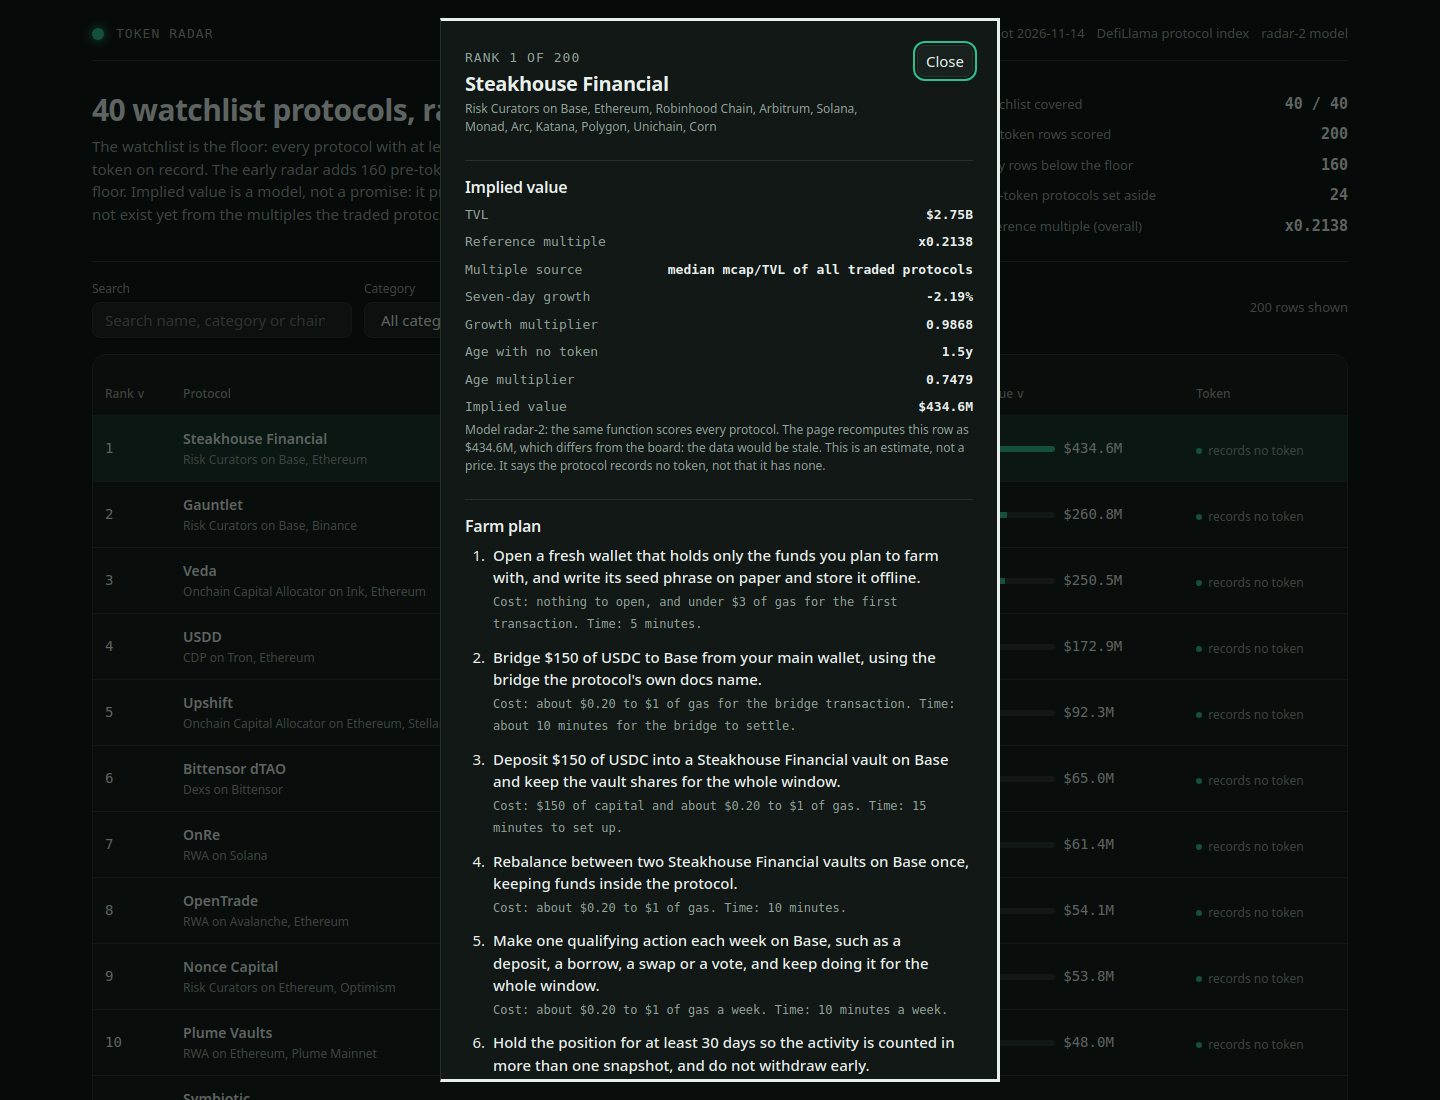 TOKEN RADAR
ot 2026-11-14 DefiLlama protocol index radar-2 model
40 watchlist protocols, ra
The watchlist is the floor: every protocol with at le
token on record. The early radar adds 160 pre-tok
floor. Implied value is a model, not a promise: it pr
not exist yet from the multiples the traded protoc
chlist covered 40 / 40
token rows scored 200
y rows below the floor 160
-token protocols set aside 24
erence multiple (overall) x0.2138
Search
Category
Search name, category or chain
All categ
200 rows shown
Rank v Protocol ue v Token
1 Steakhouse Financial $434.6M records no token
Risk Curators on Base, Ethereum
2 Gauntlet $260.8M records no token
Risk Curators on Base, Binance
3 Veda $250.5M records no token
Onchain Capital Allocator on Ink, Ethereum
4 USDD $172.9M records no token
CDP on Tron, Ethereum
5 Upshift $92.3M records no token
Onchain Capital Allocator on Ethereum, Stella
6 Bittensor dTAO $65.0M records no token
Dexs on Bittensor
7 OnRe $61.4M records no token
RWA on Solana
8 OpenTrade $54.1M records no token
RWA on Avalanche, Ethereum
9 Nonce Capital $53.8M records no token
Risk Curators on Ethereum, Optimism
10 Plume Vaults $48.0M records no token
RWA on Ethereum, Plume Mainnet
Symbiotic
RANK 1 OF 200
Close
Steakhouse Financial
Risk Curators on Base, Ethereum, Robinhood Chain, Arbitrum, Solana,
Monad, Arc, Katana, Polygon, Unichain, Corn
Implied value
TVL $2.75B
Reference multiple x0.2138
Multiple source median mcap/TVL of all traded protocols
Seven-day growth -2.19%
Growth multiplier 0.9868
Age with no token 1.5y
Age multiplier 0.7479
Implied value $434.6M
Model radar-2: the same function scores every protocol. The page recomputes this row as
$434.6M, which differs from the board: the data would be stale. This is an estimate, not a
price. It says the protocol records no token, not that it has none.
Farm plan
1. Open a fresh wallet that holds only the funds you plan to farm
with, and write its seed phrase on paper and store it offline.
Cost: nothing to open, and under $3 of gas for the first
transaction. Time: 5 minutes.
2. Bridge $150 of USDC to Base from your main wallet, using the
bridge the protocol's own docs name.
Cost: about $0.20 to $1 of gas for the bridge transaction. Time:
about 10 minutes for the bridge to settle.
3. Deposit $150 of USDC into a Steakhouse Financial vault on Base
and keep the vault shares for the whole window.
Cost: $150 of capital and about $0.20 to $1 of gas. Time: 15
minutes to set up.
4. Rebalance between two Steakhouse Financial vaults on Base once,
keeping funds inside the protocol.
Cost: about $0.20 to $1 of gas. Time: 10 minutes.
5. Make one qualifying action each week on Base, such as a
deposit, a borrow, a swap or a vote, and keep doing it for the
whole window.
Cost: about $0.20 to $1 of gas a week. Time: 10 minutes a week.
6. Hold the position for at least 30 days so the activity is counted in
more than one snapshot, and do not withdraw early.